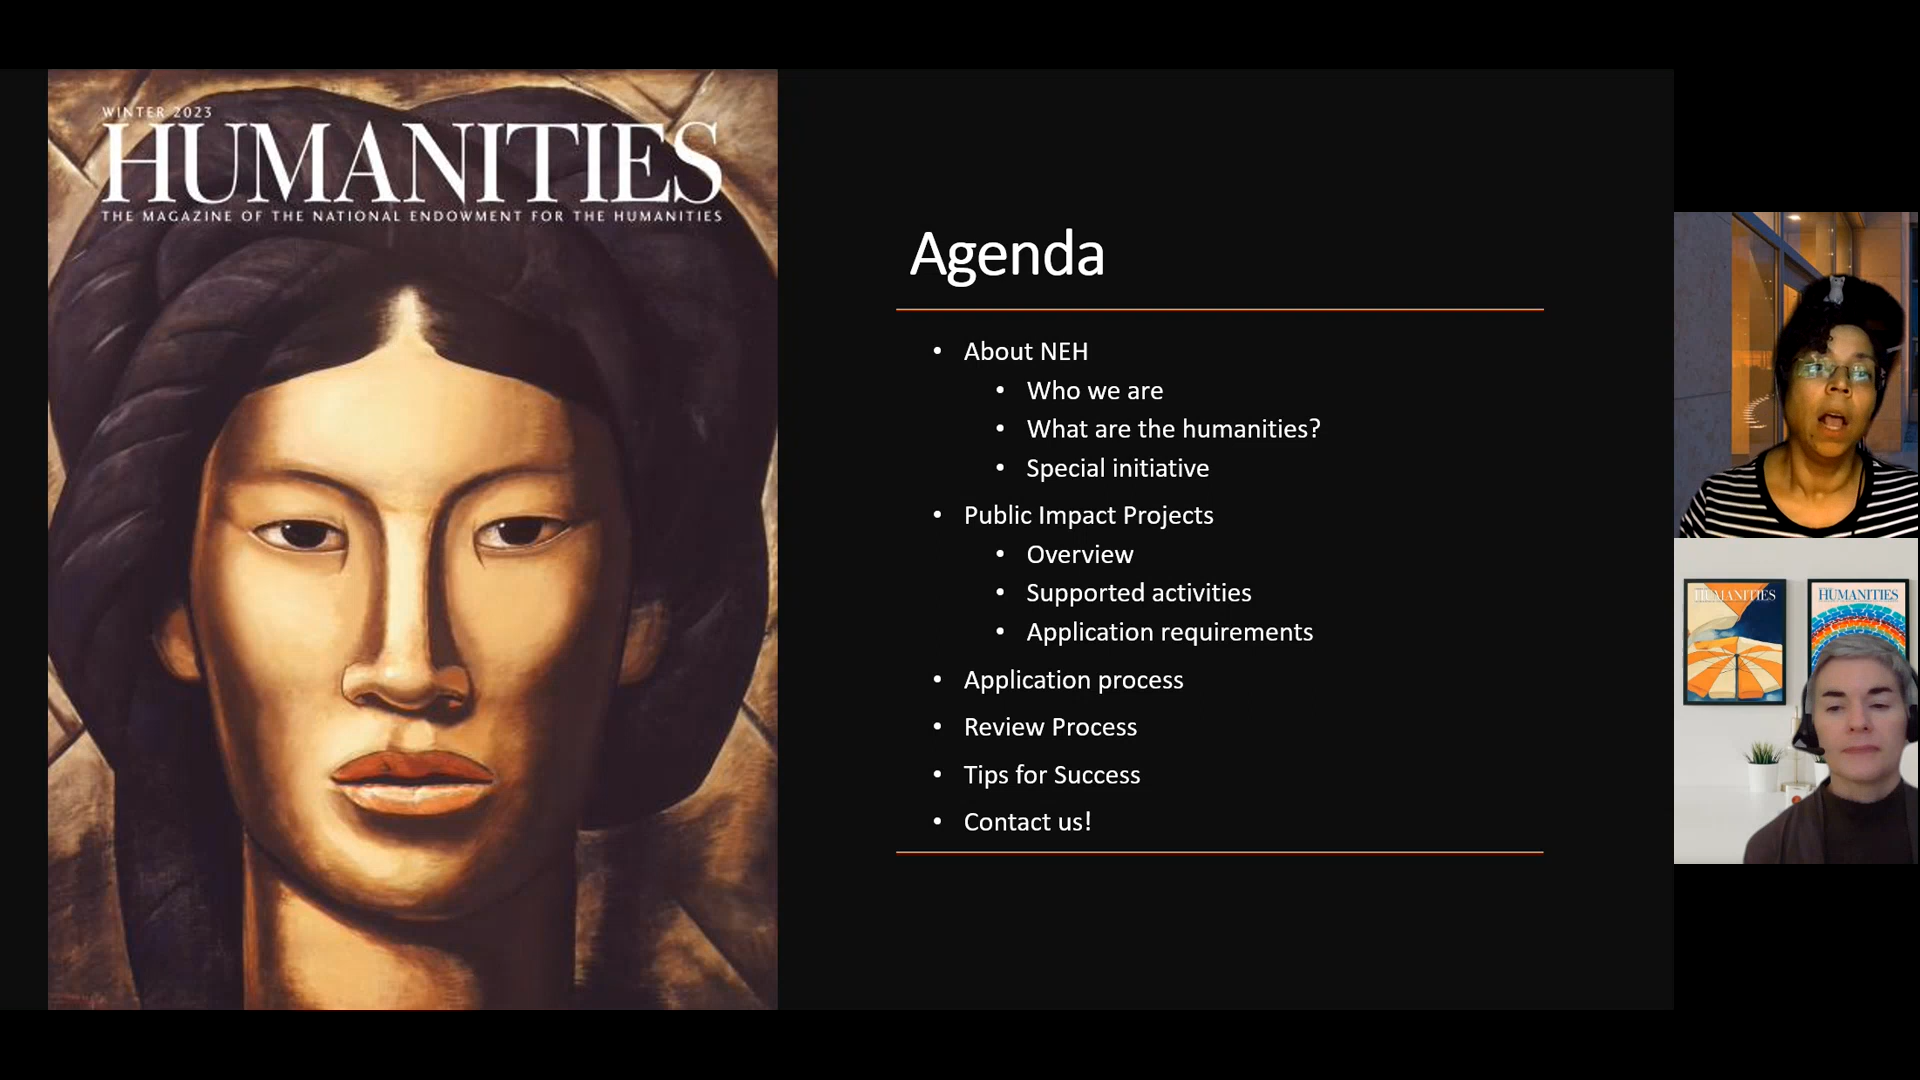 WINTER 2023
HUMANITIES
THE MAGAZINE OF THE NATIONAL ENDOWMENT FOR THE HUMANITIES
Agenda
• About NEH
• Who we are
• What are the humanities?
• Special initiative
• Public Impact Projects
• Overview
• Supported activities
• Application requirements
• Application process
• Review Process
• Tips for Success
• Contact us!
HUMANITIES
HUMANITIES